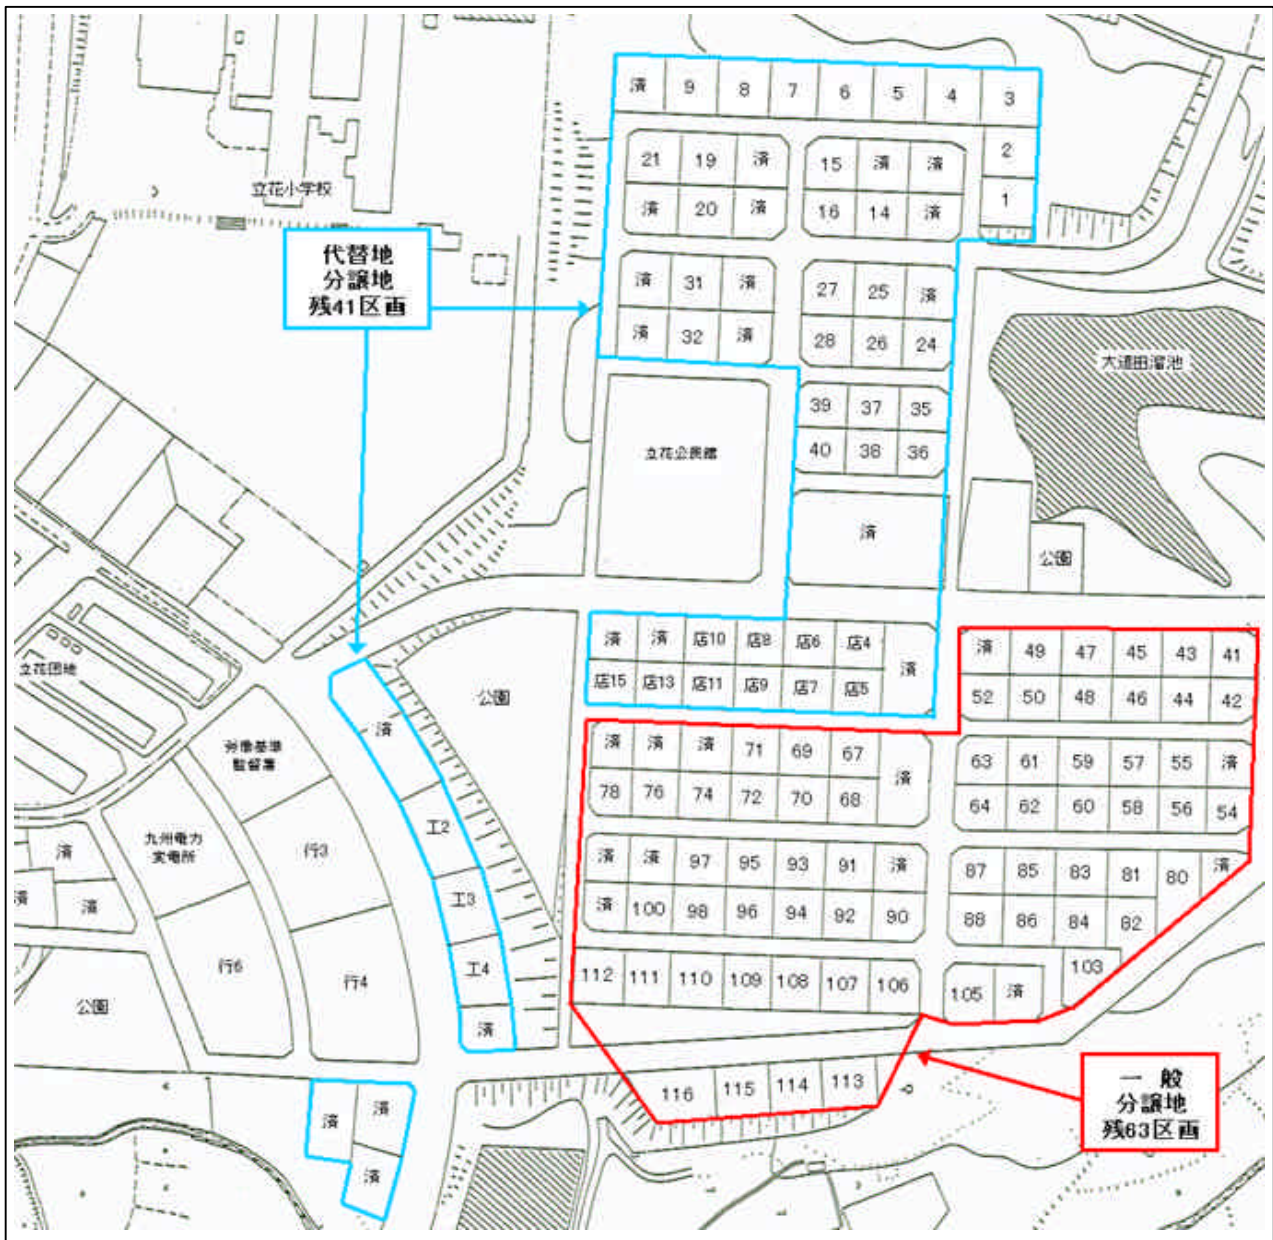 済 9 8 7 6 5 4 3
2
1
21 19 済 15 済 済
済 20 済 16 14 済
立花小学校
代替地
分譲地
残41区画
済 31 済 27 25 済
済 32 済 28 26 24
大道田溜池
39 37 35
40 38 36
立花公民館
済
公園
済 済 店10 店8 店6 店4
済
店15 店13 店11 店9 店7 店5
済 49 47 45 43 41
52 50 48 46 44 42
立花団地
公園
済
労働基準
監督署
済 済 済 71 69 67
済
78 76 74 72 70 68
63 61 59 57 55 済
64 62 60 58 56 54
九州電力
変電所
行3
工2
済
済 済
済 済 97 95 93 91 済
済 100 98 96 94 92 90
87 85 83 81 80 済
88 86 84 82
工3
行6
行4
工4
112 111 110 109 108 107 106
105 済 103
公園
済
116 115 114 113
一般
分譲地
残63区画
済 済
済